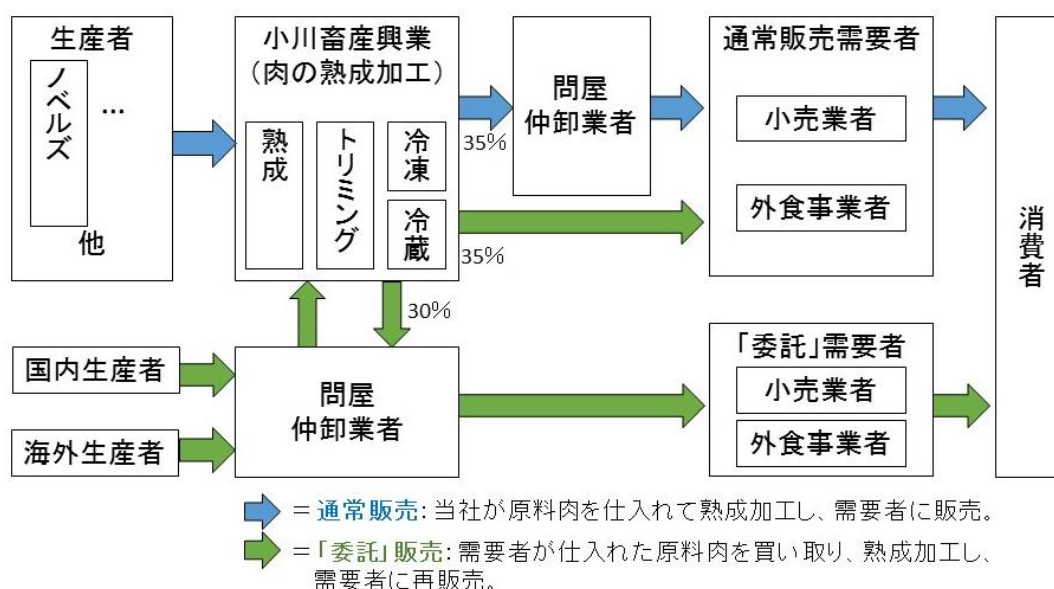 生産者
ノベルズ
…
他
小川畜産興業
（肉の熟成加工）
熟成
トリミング
冷凍
冷蔵
35%
35%
30%
問屋
仲卸業者
通常販売需要者
小売業者
外食事業者
消費者
国内生産者
海外生産者
問屋
仲卸業者
「委託」需要者
小売業者
外食事業者
＝通常販売：当社が原料肉を仕入れて熟成加工し、需要者に販売。
＝「委託」販売：需要者が仕入れた原料肉を買い取り、熟成加工し、
需要者に再販売。